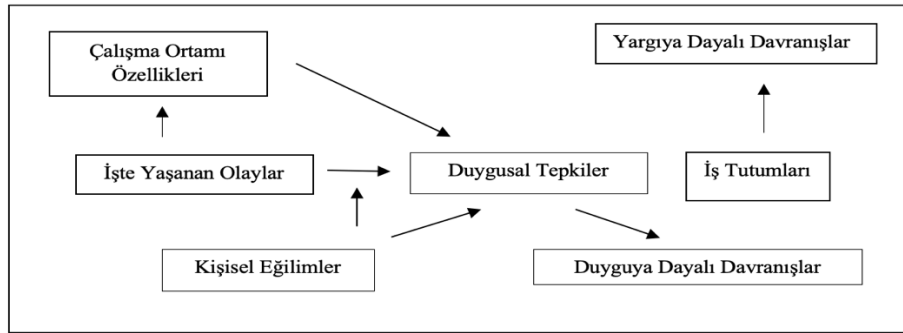 Çalışma Ortamı
Özellikleri
Yargıya Dayalı Davranışlar
İşte Yaşanan Olaylar
Duygusal Tepkiler
İş Tutumları
Kişisel Eğilimler
Duyguya Dayalı Davranışlar